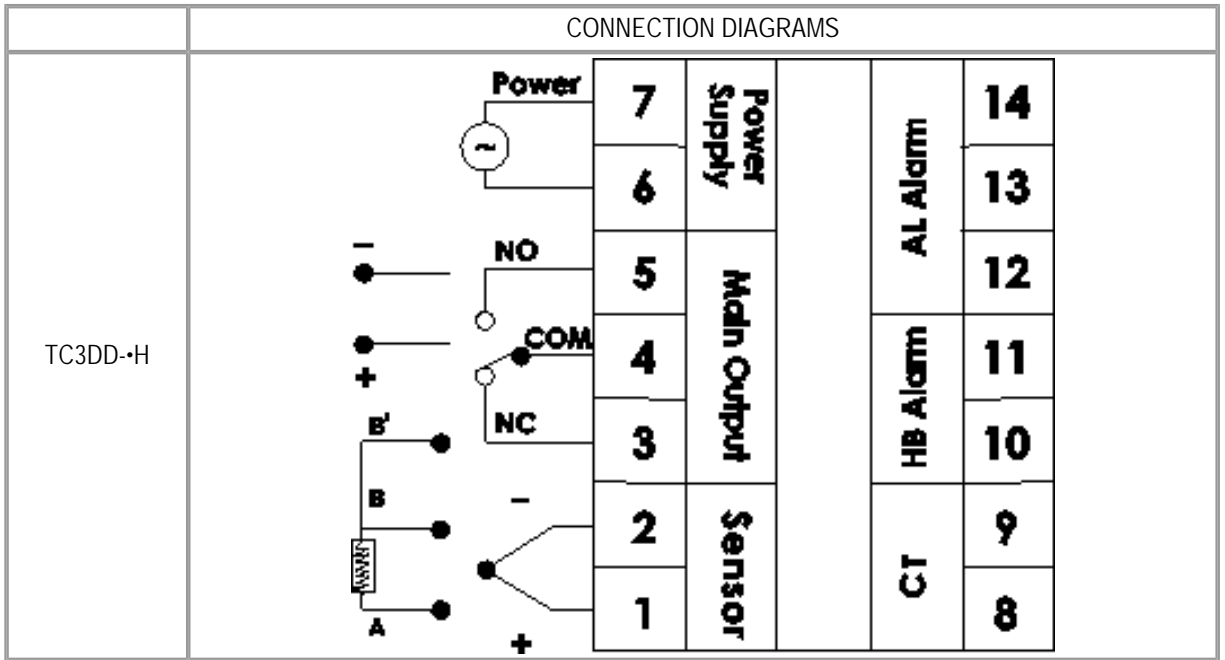 CONNECTION DIAGRAMS
TC3DD-•H
Power
~
NO
COM
NC
−
+
B'
B
A
−
+
7
6
5
4
3
2
1
Power
Supply
Main Output
Sensor
AL Alarm
HB Alarm
CT
14
13
12
11
10
9
8